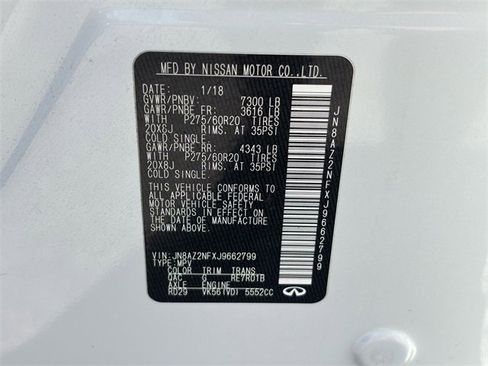 MFD BY NISSAN MOTOR CO.,LTD.
DATE: 1/18
GVWR/PNBV: 7300 LB
GAWR/PNBE FR: 3616 LB
WITH P275/60R20 TIRES
20X8J RIMS, AT 35PSI
COLD SINGLE.
GAWR/PNBE RR: 4343 LB
WITH P275/60R20 TIRES
20X8J RIMS, AT 35PSI
COLD SINGLE.
THIS VEHICLE CONFORMS TO
ALL APPLICABLE FEDERAL
MOTOR VEHICLE SAFETY
STANDARDS IN EFFECT ON
THE DATE OF MANUFACTURE
SHOWN ABOVE.
VIN: JN8AZ2NFXJ9662799
TYPE: MPV
COLOR TRIM TRANS
QAC G RE7R01B
AXLE ENGINE
RD29 VK56(VD) 5552CC
JN8AZ2NFXJ9662799
INFINITI